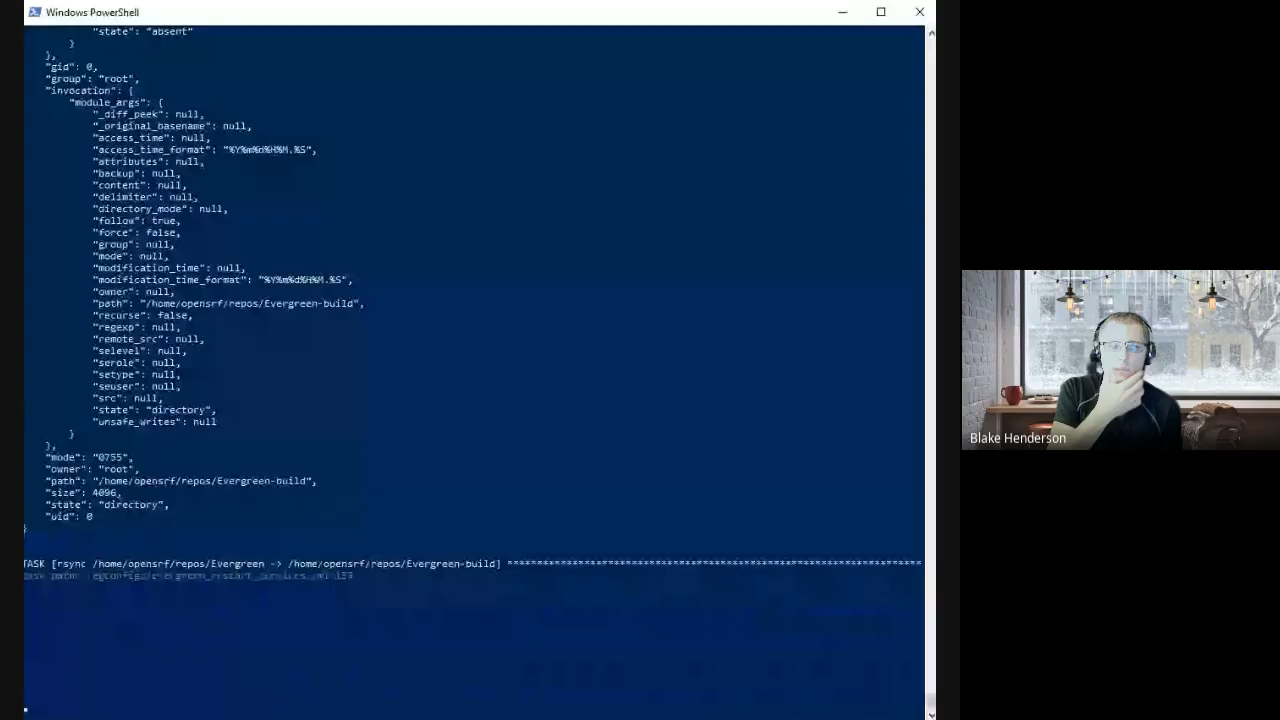 Windows PowerShell
"state": "absent"
}
},
"gid": 0,
"group": "root",
"invocation": {
"module_args": {
"_diff_peek": null,
"_original_basename": null,
"access_time": null,
"access_time_format": "%Y%m%d%H%M.%S",
"attributes": null,
"backup": null,
"content": null,
"delimiter": null,
"directory_mode": null,
"follow": true,
"force": false,
"group": null,
"mode": null,
"modification_time": null,
"modification_time_format": "%Y%m%d%H%M.%S",
"owner": null,
"path": "/home/opensrf/repos/Evergreen-build",
"recurse": false,
"regexp": null,
"remote_src": null,
"selevel": null,
"serole": null,
"setype": null,
"seuser": null,
"src": null,
"state": "directory",
"unsafe_writes": null
}
},
"mode": "0755",
"owner": "root",
"path": "/home/opensrf/repos/Evergreen-build",
"size": 4096,
"state": "directory",
"uid": 0
}
TASK [rsync /home/opensrf/repos/Evergreen -> /home/opensrf/repos/Evergreen-build] **********************************************************************
task path:
Blake Henderson